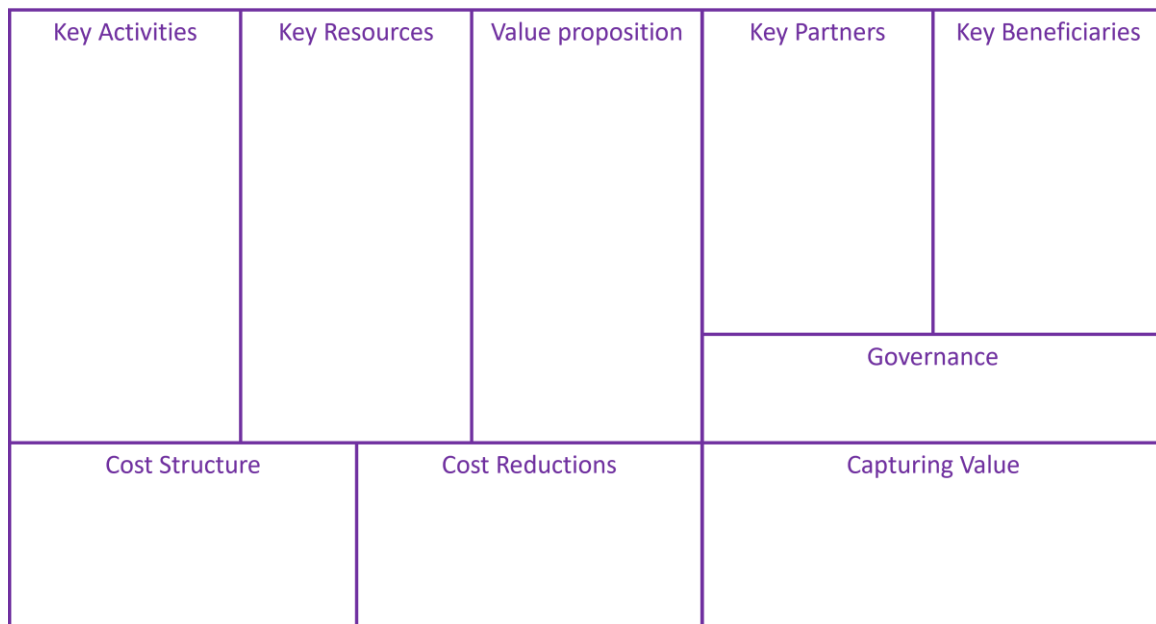 Key Activities
Key Resources
Value proposition
Key Partners
Key Beneficiaries
Governance
Cost Structure
Cost Reductions
Capturing Value